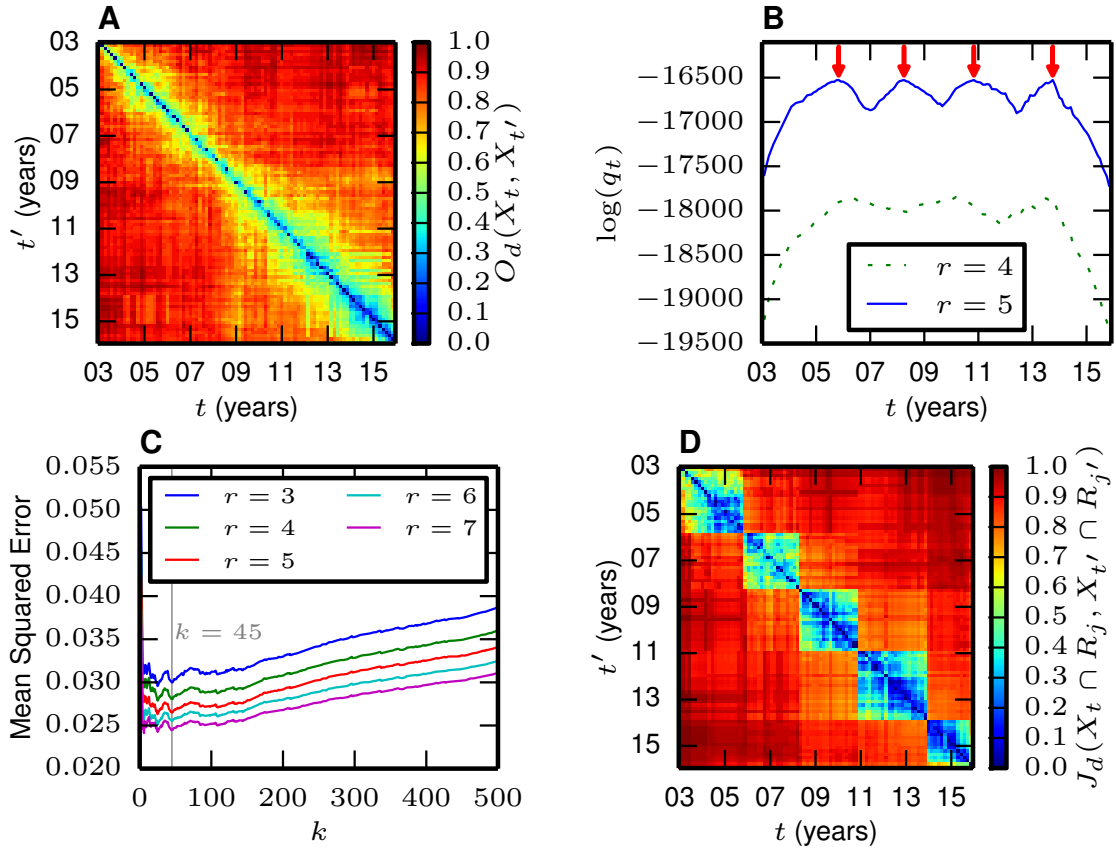 A
03
05
07
09
11
13
15
t′ (years)
03 05 07 09 11 13 15
t (years)
1.0
0.9
0.8
0.7
0.6
0.5
0.4
0.3
0.2
0.1
0.0
O_d(X_t, X_t′)
B
−16500
−17000
−17500
−18000
−18500
−19000
−19500
log(q_t)
r = 4
r = 5
03 05 07 09 11 13 15
t (years)
C
0.055
0.050
0.045
0.040
0.035
0.030
0.025
0.020
Mean Squared Error
r = 3 r = 6
r = 4 r = 7
r = 5
k = 45
0 100 200 300 400 500
k
D
03
05
07
09
11
13
15
t′ (years)
03 05 07 09 11 13 15
t (years)
1.0
0.9
0.8
0.7
0.6
0.5
0.4
0.3
0.2
0.1
0.0
J_d(X_t ∩ R_j, X_t′ ∩ R_j′)